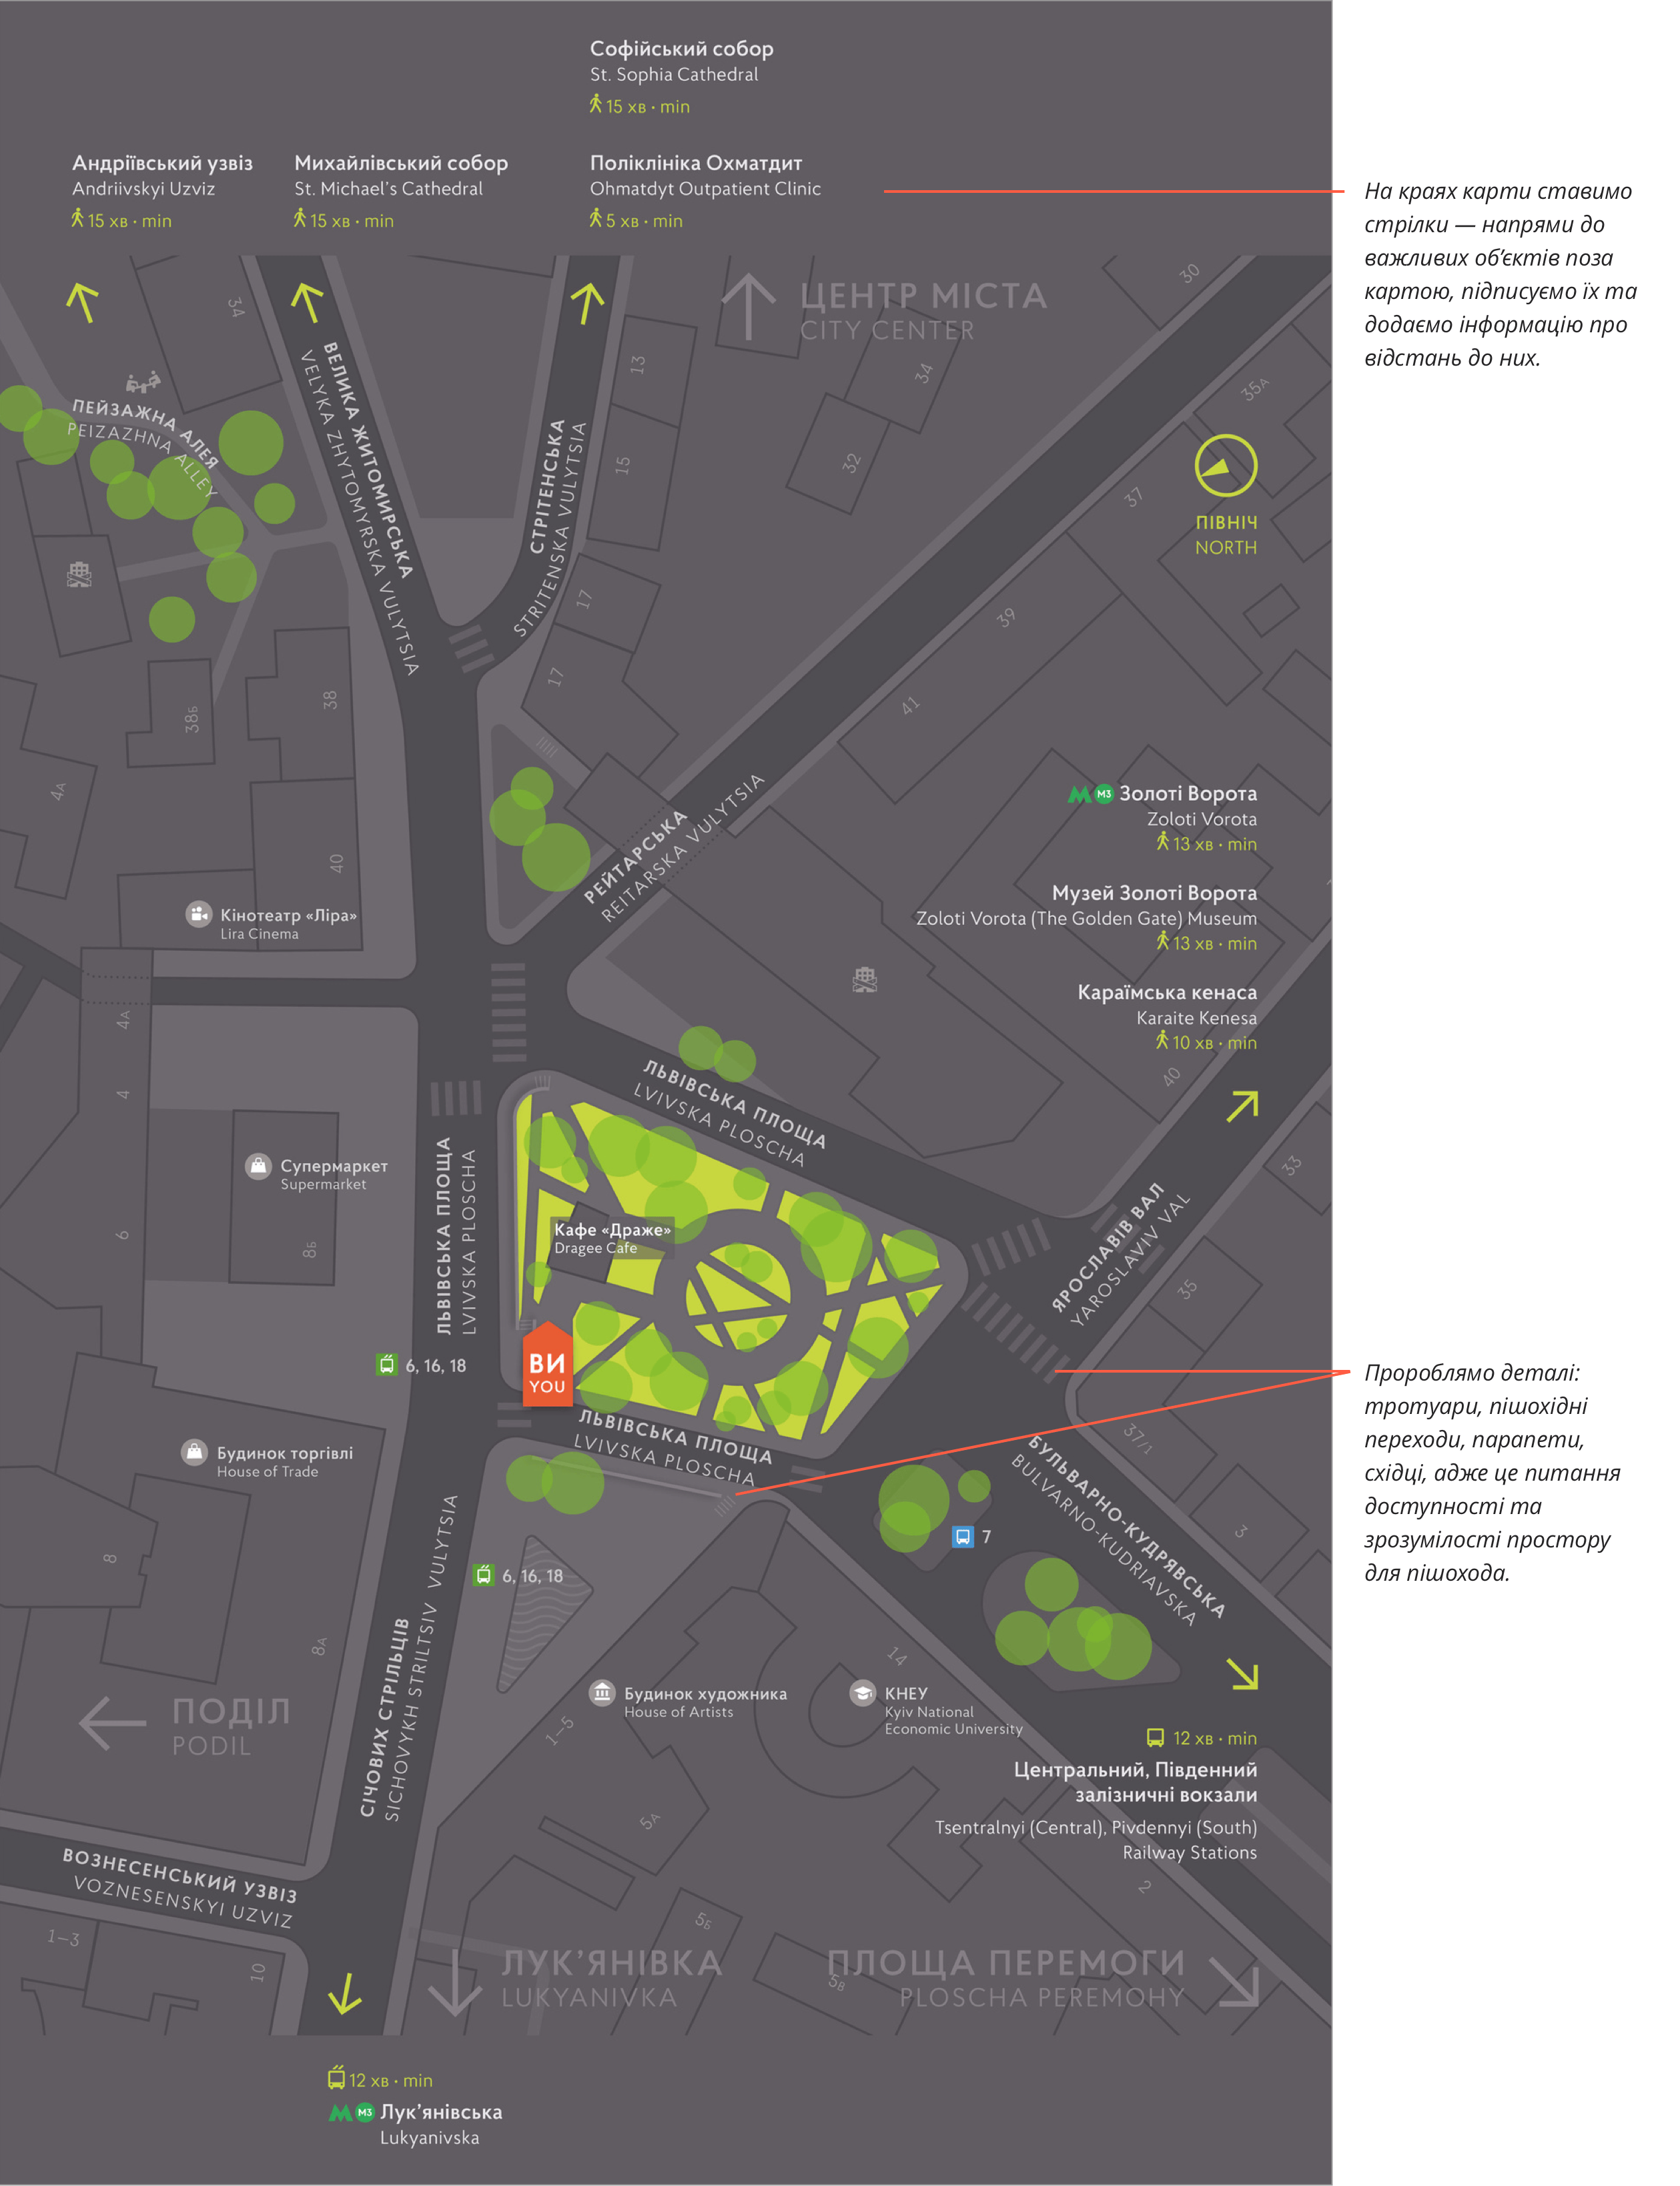 Софійський собор
St. Sophia Cathedral
15 хв · min
Андріївський узвіз
Andriivskyi Uzviz
15 хв · min
Михайлівський собор
St. Michael's Cathedral
15 хв · min
Поліклініка Охматдит
Ohmatdyt Outpatient Clinic
5 хв · min
На краях карти ставимо
стрілки — напрями до
важливих об'єктів поза
картою, підписуємо їх та
додаємо інформацію про
відстань до них.
ЦЕНТР МІСТА
CITY CENTER
34
30
13
34
35А
ПЕЙЗАЖНА АЛЕЯ
PEIZAZHNA ALLEY
ВЕЛИКА ЖИТОМИРСЬКА
VELYKA ZHYTOMYRSKA VULYTSIA
СТРІТЕНСЬКА
STRITENSKA VULYTSIA
15
32
37
ПІВНІЧ
NORTH
17
39
17
38
38Б
41
4А
40
РЕЙТАРСЬКА
REITARSKA VULYTSIA
М3 Золоті Ворота
Zoloti Vorota
13 хв · min
Музей Золоті Ворота
Zoloti Vorota (The Golden Gate) Museum
13 хв · min
Караїмська кенаса
Karaite Kenesa
10 хв · min
Кінотеатр «Ліра»
Lira Cinema
4А
4
6
40
33
ЛЬВІВСЬКА ПЛОЩА
LVIVSKA PLOSCHA
ЛЬВІВСЬКА ПЛОЩА
LVIVSKA PLOSCHA
Супермаркет
Supermarket
8Б
Кафе «Драже»
Dragee Cafe
ЯРОСЛАВІВ ВАЛ
YAROSLAVIV VAL
35
6, 16, 18
ВИ
YOU
Пророблямо деталі:
тротуари, пішохідні
переходи, парапети,
східці, адже це питання
доступності та
зрозумілості простору
для пішохода.
ЛЬВІВСЬКА ПЛОЩА
LVIVSKA PLOSCHA
37/1
Будинок торгівлі
House of Trade
БУЛЬВАРНО-КУДРЯВСЬКА
BULVARNO-KUDRIAVSKA
7
3
8
6, 16, 18
8А
СІЧОВИХ СТРІЛЬЦІВ
SICHOVYKH STRILTSIV VULYTSIA
14
Будинок художника
House of Artists
КНЕУ
Kyiv National
Economic University
1–5
ПОДІЛ
PODIL
12 хв · min
Центральний, Південний
залізничні вокзали
Tsentralnyi (Central), Pivdennyi (South)
Railway Stations
5А
2
ВОЗНЕСЕНСЬКИЙ УЗВІЗ
VOZNESENSKYI UZVIZ
1–3
10
5Б
5В
ЛУК'ЯНІВКА
LUKYANIVKA
ПЛОЩА ПЕРЕМОГИ
PLOSCHA PEREMOHY
12 хв · min
М3 Лук'янівська
Lukyanivska